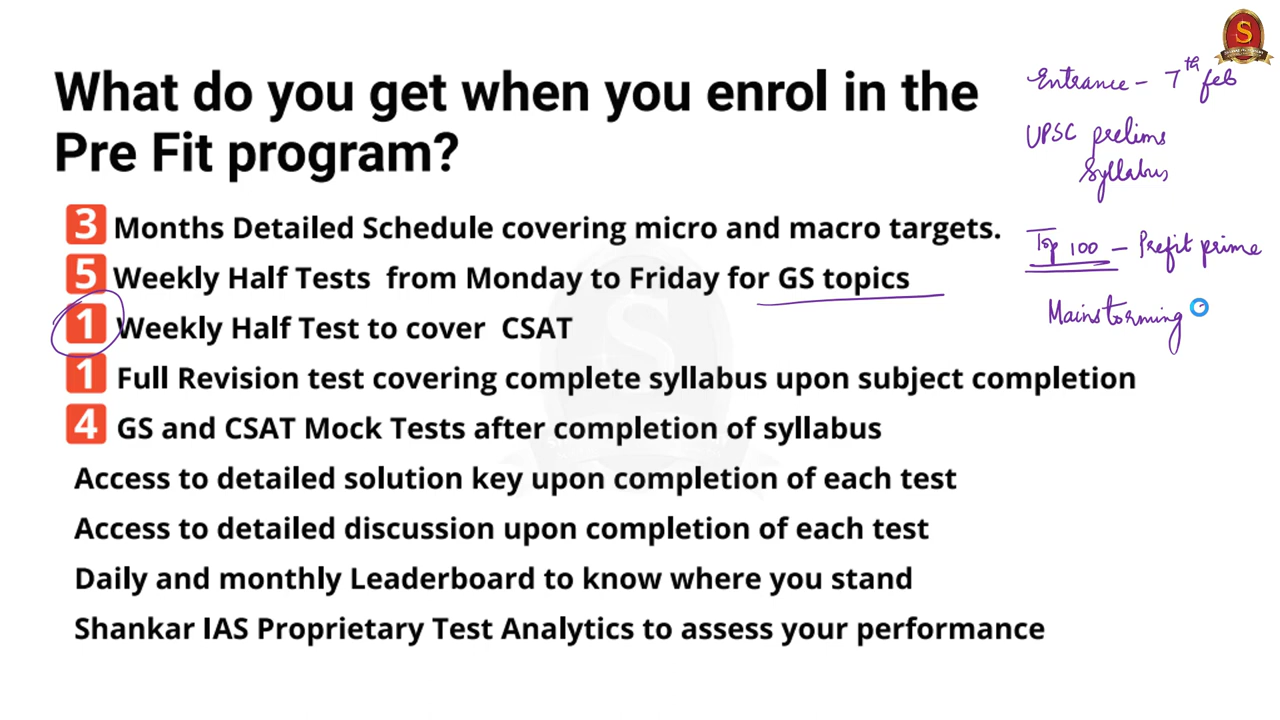 S
What do you get when you enrol in the
Pre Fit program?
3 Months Detailed Schedule covering micro and macro targets.
5 Weekly Half Tests from Monday to Friday for GS topics
1 Weekly Half Test to cover CSAT
1 Full Revision test covering complete syllabus upon subject completion
4 GS and CSAT Mock Tests after completion of syllabus
Access to detailed solution key upon completion of each test
Access to detailed discussion upon completion of each test
Daily and monthly Leaderboard to know where you stand
Shankar IAS Proprietary Test Analytics to assess your performance
Entrance - 7th feb
UPSC prelims
Syllabus
Top 100 - Prefit prime
Mainstorming